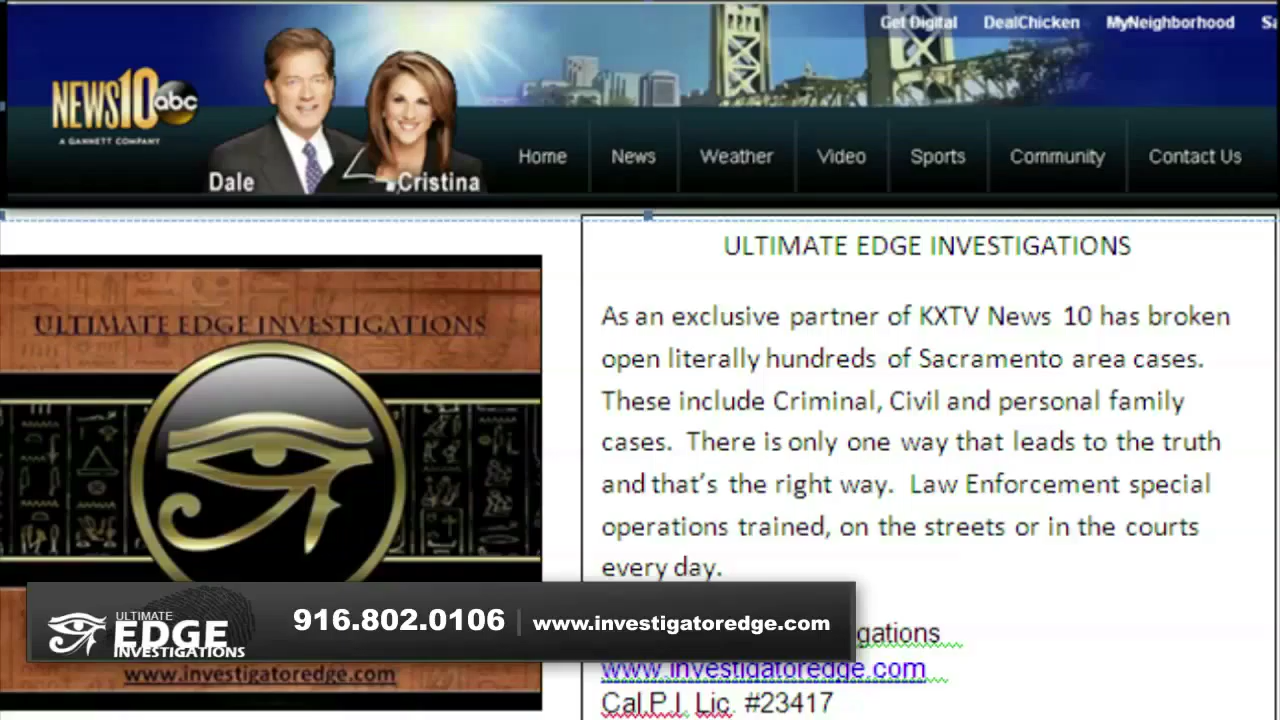 Get Digital DealChicken MyNeighborhood Sa
NEWS10 abc
A GANNETT COMPANY
Dale Cristina
Home News Weather Video Sports Community Contact Us
ULTIMATE EDGE INVESTIGATIONS
ULTIMATE EDGE INVESTIGATIONS
As an exclusive partner of KXTV News 10 has broken
open literally hundreds of Sacramento area cases.
These include Criminal, Civil and personal family
cases. There is only one way that leads to the truth
and that's the right way. Law Enforcement special
operations trained, on the streets or in the courts
every day.
ULTIMATE
EDGE
INVESTIGATIONS
916.802.0106 | www.investigatoredge.com
gations
www.investigatoredge.com
www.investigatoredge.com
Cal.P.I. Lic. #23417